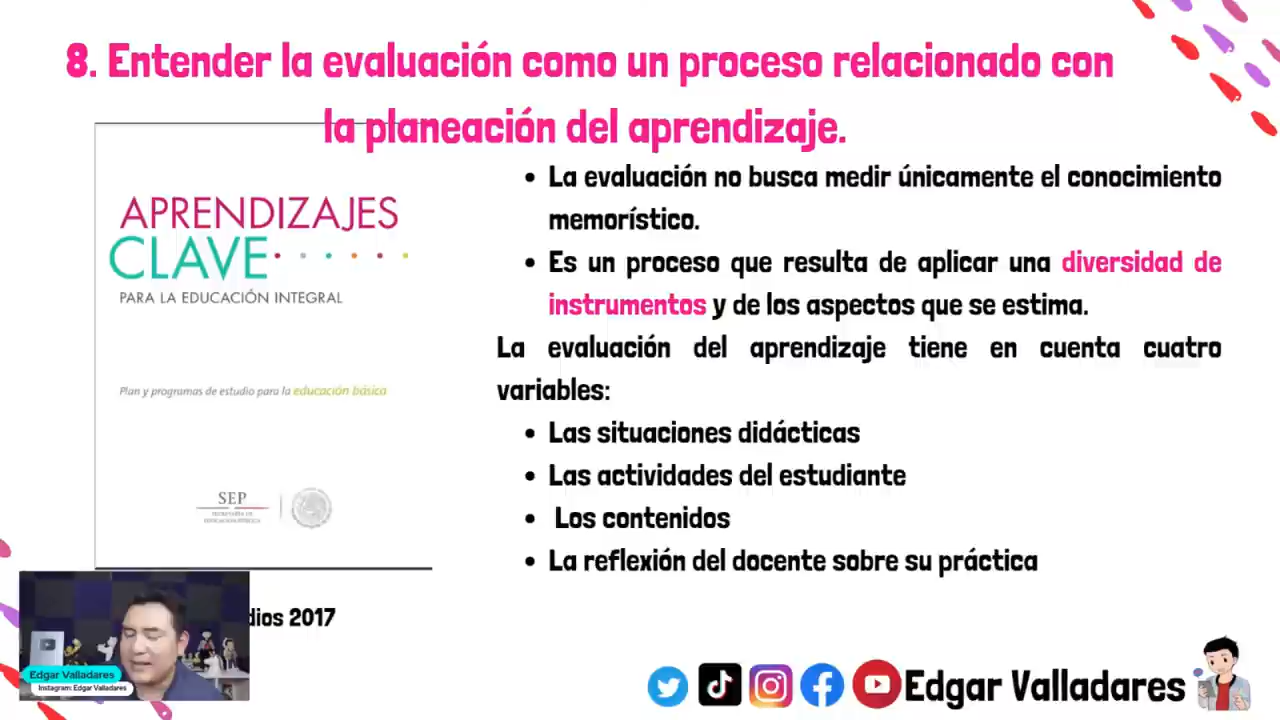 8. Entender la evaluación como un proceso relacionado con
la planeación del aprendizaje.
APRENDIZAJES
CLAVE
PARA LA EDUCACIÓN INTEGRAL
Plan y programas de estudio para la educación básica
SEP
SECRETARÍA DE
EDUCACIÓN PÚBLICA
dios 2017
• La evaluación no busca medir únicamente el conocimiento
memorístico.
• Es un proceso que resulta de aplicar una diversidad de
instrumentos y de los aspectos que se estima.
La evaluación del aprendizaje tiene en cuenta cuatro
variables:
• Las situaciones didácticas
• Las actividades del estudiante
• Los contenidos
• La reflexión del docente sobre su práctica
Edgar Valladares
Instagram: Edgar Valladares
Edgar Valladares